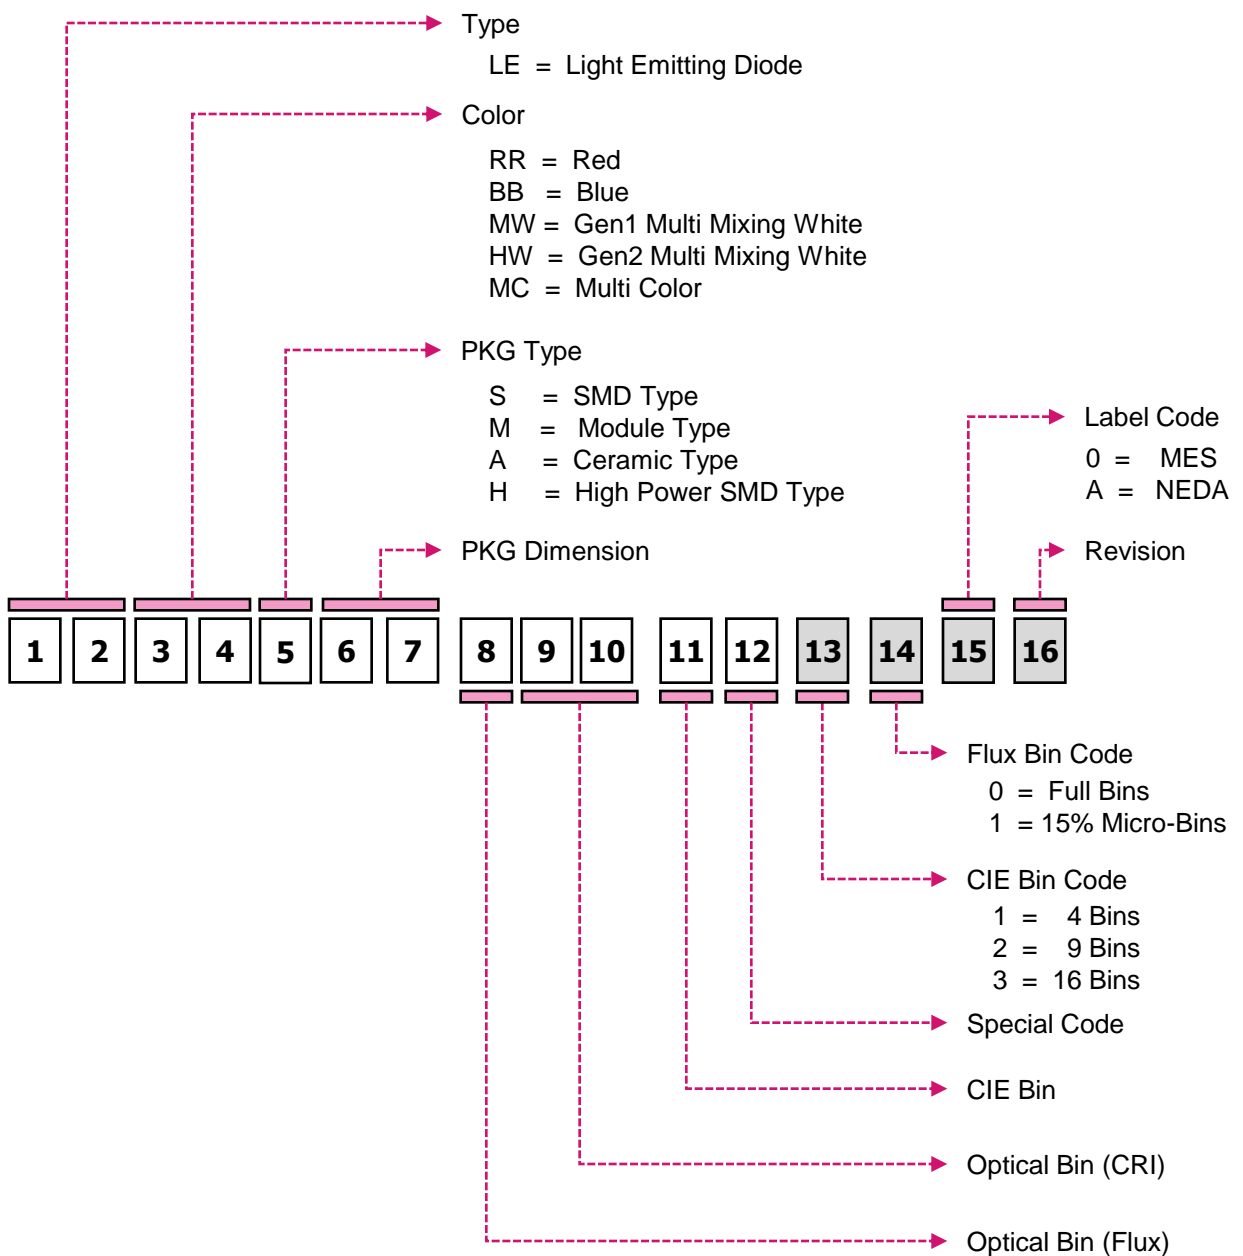 Type
LE = Light Emitting Diode
Color
RR = Red
BB = Blue
MW = Gen1 Multi Mixing White
HW = Gen2 Multi Mixing White
MC = Multi Color
PKG Type
S = SMD Type
M = Module Type
A = Ceramic Type
H = High Power SMD Type
Label Code
0 = MES
A = NEDA
PKG Dimension
Revision
1 2 3 4 5 6 7 8 9 10 11 12 13 14 15 16
Flux Bin Code
0 = Full Bins
1 = 15% Micro-Bins
CIE Bin Code
1 = 4 Bins
2 = 9 Bins
3 = 16 Bins
Special Code
CIE Bin
Optical Bin (CRI)
Optical Bin (Flux)